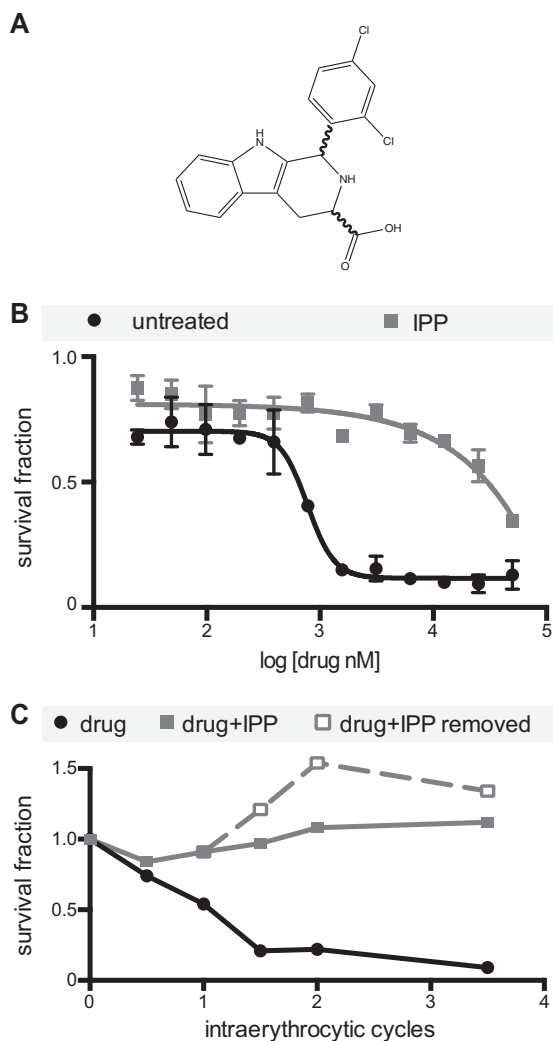 A
Cl
Cl
H
N
NH
OH
O
B
untreated IPP
1.0
0.5
0
survival fraction
1 2 3 4 5
log [drug nM]
C
drug drug+IPP drug+IPP removed
1.5
1.0
0.5
0
survival fraction
0 1 2 3 4
intraerythrocytic cycles